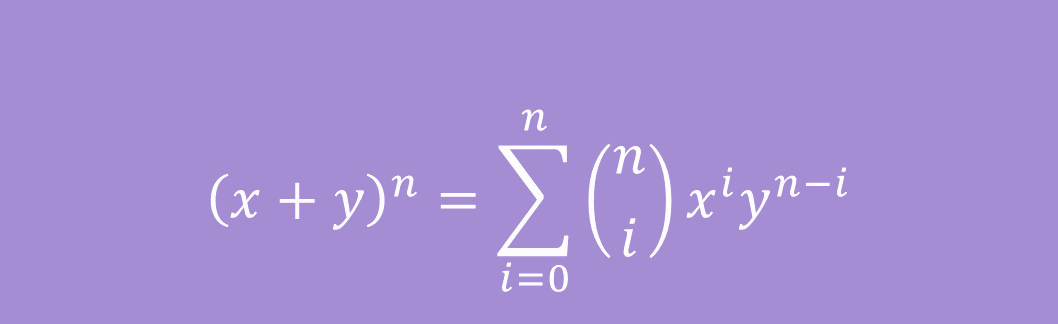 (x + y)^n = \sum_{i=0}^{n} \binom{n}{i} x^i y^{n-i}